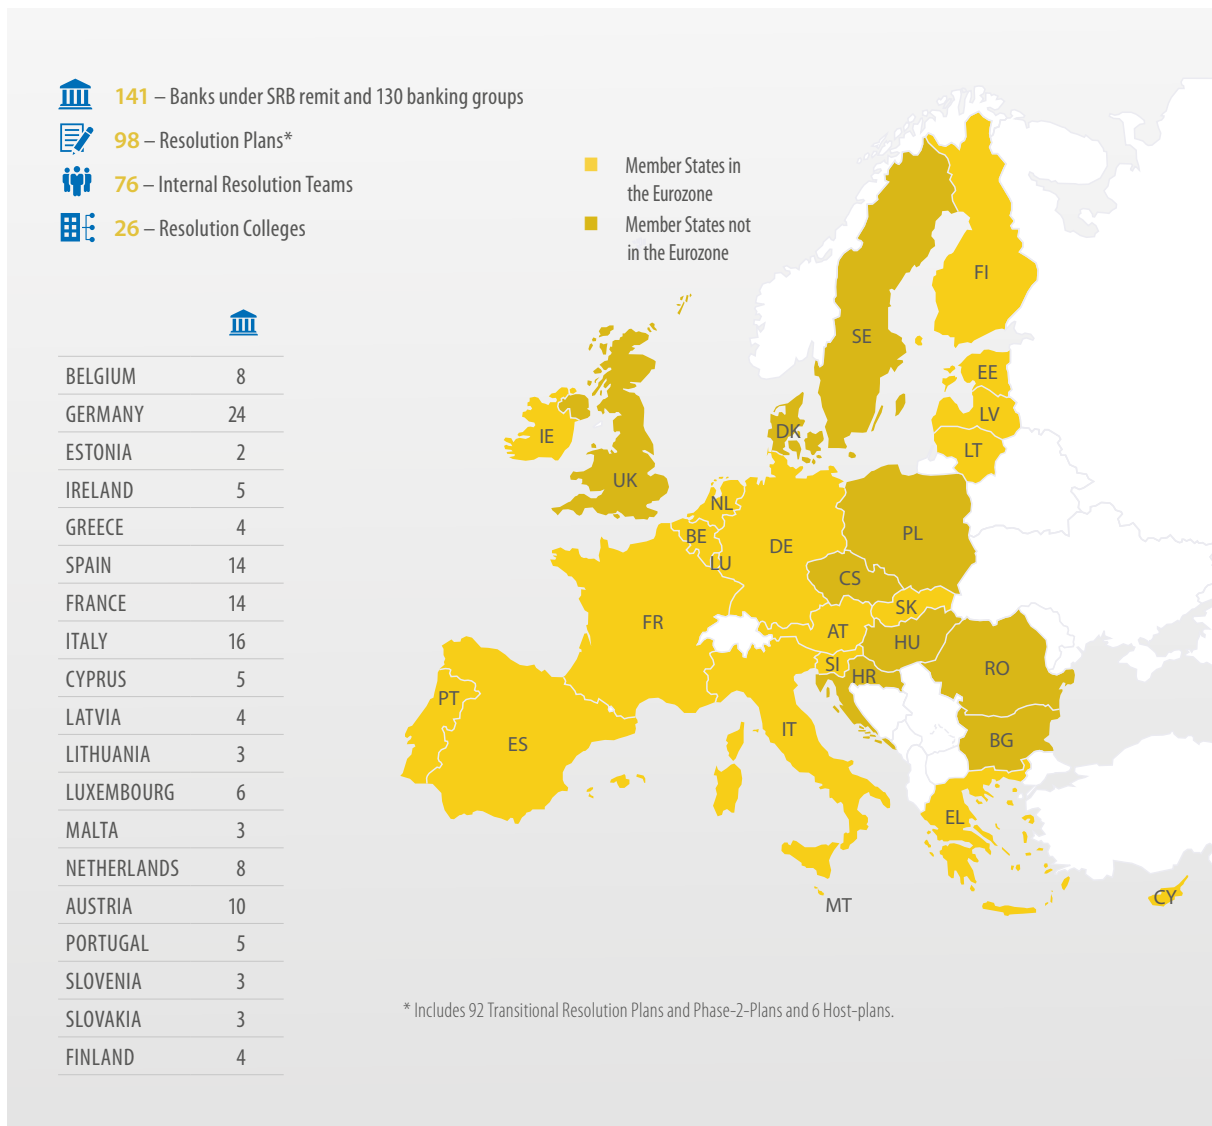 141 – Banks under SRB remit and 130 banking groups
98 – Resolution Plans*
76 – Internal Resolution Teams
26 – Resolution Colleges
Member States in
the Eurozone
Member States not
in the Eurozone
BELGIUM 8
GERMANY 24
ESTONIA 2
IRELAND 5
GREECE 4
SPAIN 14
FRANCE 14
ITALY 16
CYPRUS 5
LATVIA 4
LITHUANIA 3
LUXEMBOURG 6
MALTA 3
NETHERLANDS 8
AUSTRIA 10
PORTUGAL 5
SLOVENIA 3
SLOVAKIA 3
FINLAND 4
FI
SE
EE
LV
LT
DK
IE
UK
NL
BE
LU
DE
PL
CS
SK
FR
AT
HU
SI
HR
RO
PT
ES
IT
BG
EL
CY
MT
* Includes 92 Transitional Resolution Plans and Phase-2-Plans and 6 Host-plans.